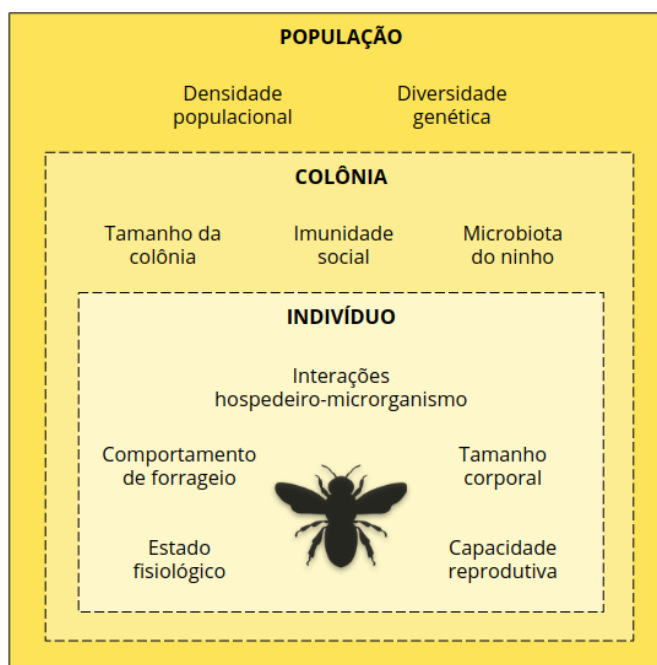 POPULAÇÃO
Densidade
populacional
Diversidade
genética
COLÔNIA
Tamanho da
colônia
Imunidade
social
Microbiota
do ninho
INDIVÍDUO
Interações
hospedeiro-microrganismo
Comportamento
de forrageio
Tamanho
corporal
Estado
fisiológico
Capacidade
reprodutiva